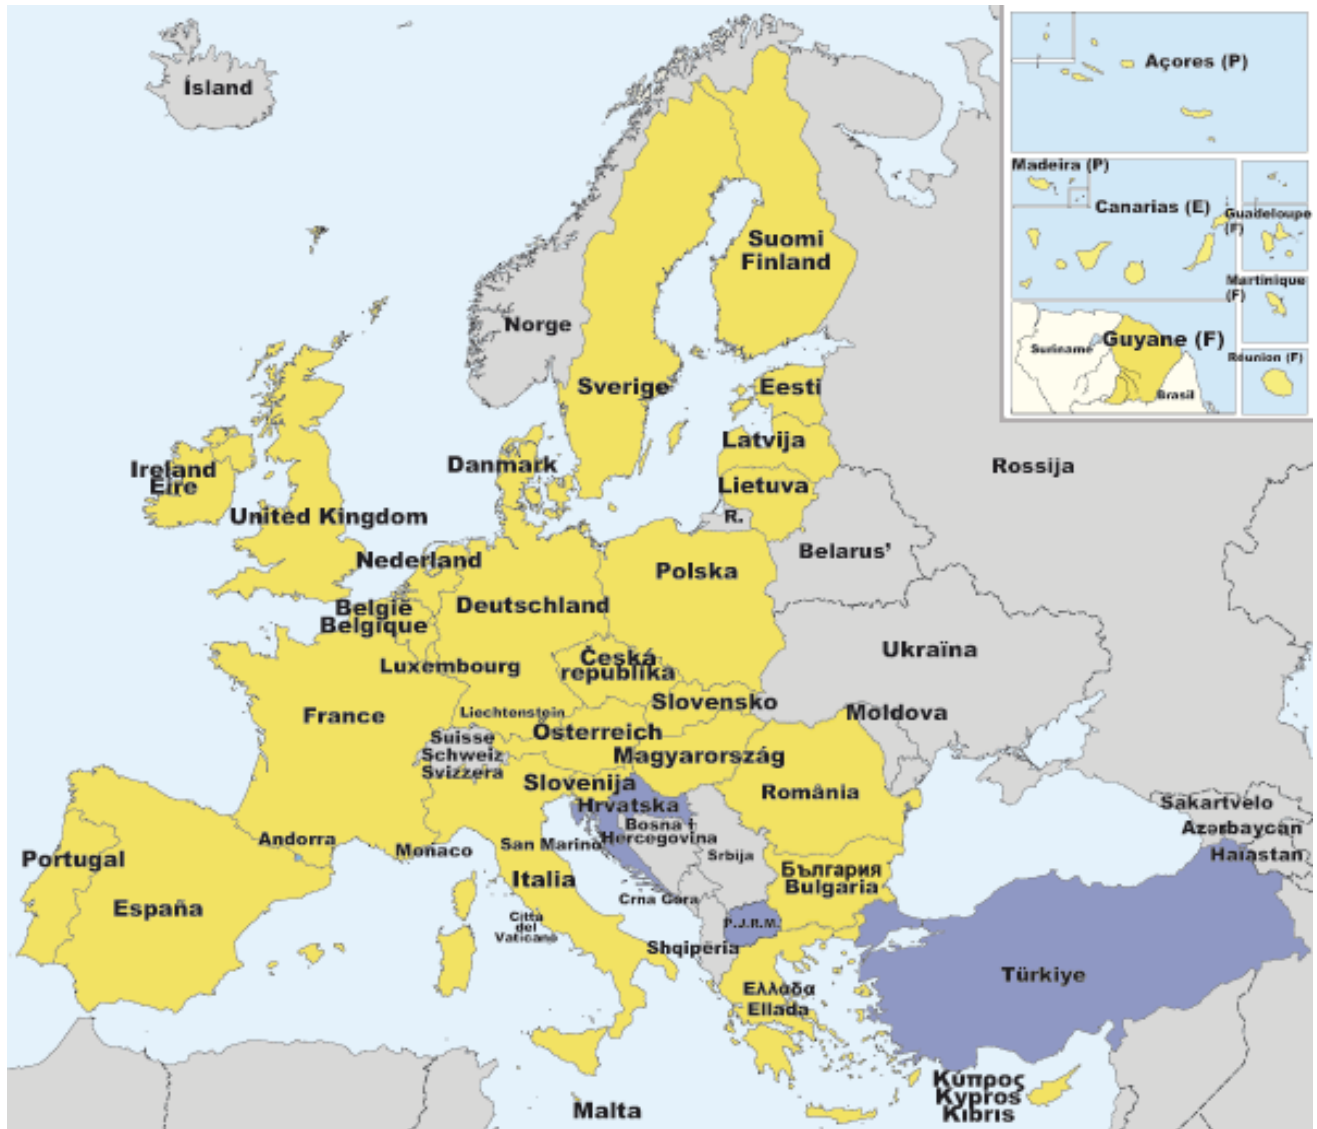 Ísland
Açores (P)
Madeira (P)
Canarias (E)
Guadeloupe
(F)
Martinique
(F)
Guyane (F)
Suriname
Brasil
Réunion (F)
Suomi
Finland
Norge
Sverige
Eesti
Latvija
Lietuva
R.
Rossija
Danmark
Ireland
Eire
United Kingdom
Nederland
België
Belgique
Deutschland
Polska
Belarus'
Ukraïna
Luxembourg
Česká
republika
Slovensko
France
Liechtenstein
Österreich
Moldova
Suisse
Schweiz
Svizzera
Magyarország
Slovenija
Hrvatska
România
Bosna i
Hercegovina
Srbija
Sakartvelo
Azərbaycan
Haïastan
Andorra
Monaco
San Marino
Portugal
España
Italia
Città
del
Vaticano
Crna Gora
България
Bulgaria
P.J.R.M.
Shqipëria
Ελλάδα
Ellada
Türkiye
Κύπρος
Kypros
Kıbrıs
Malta